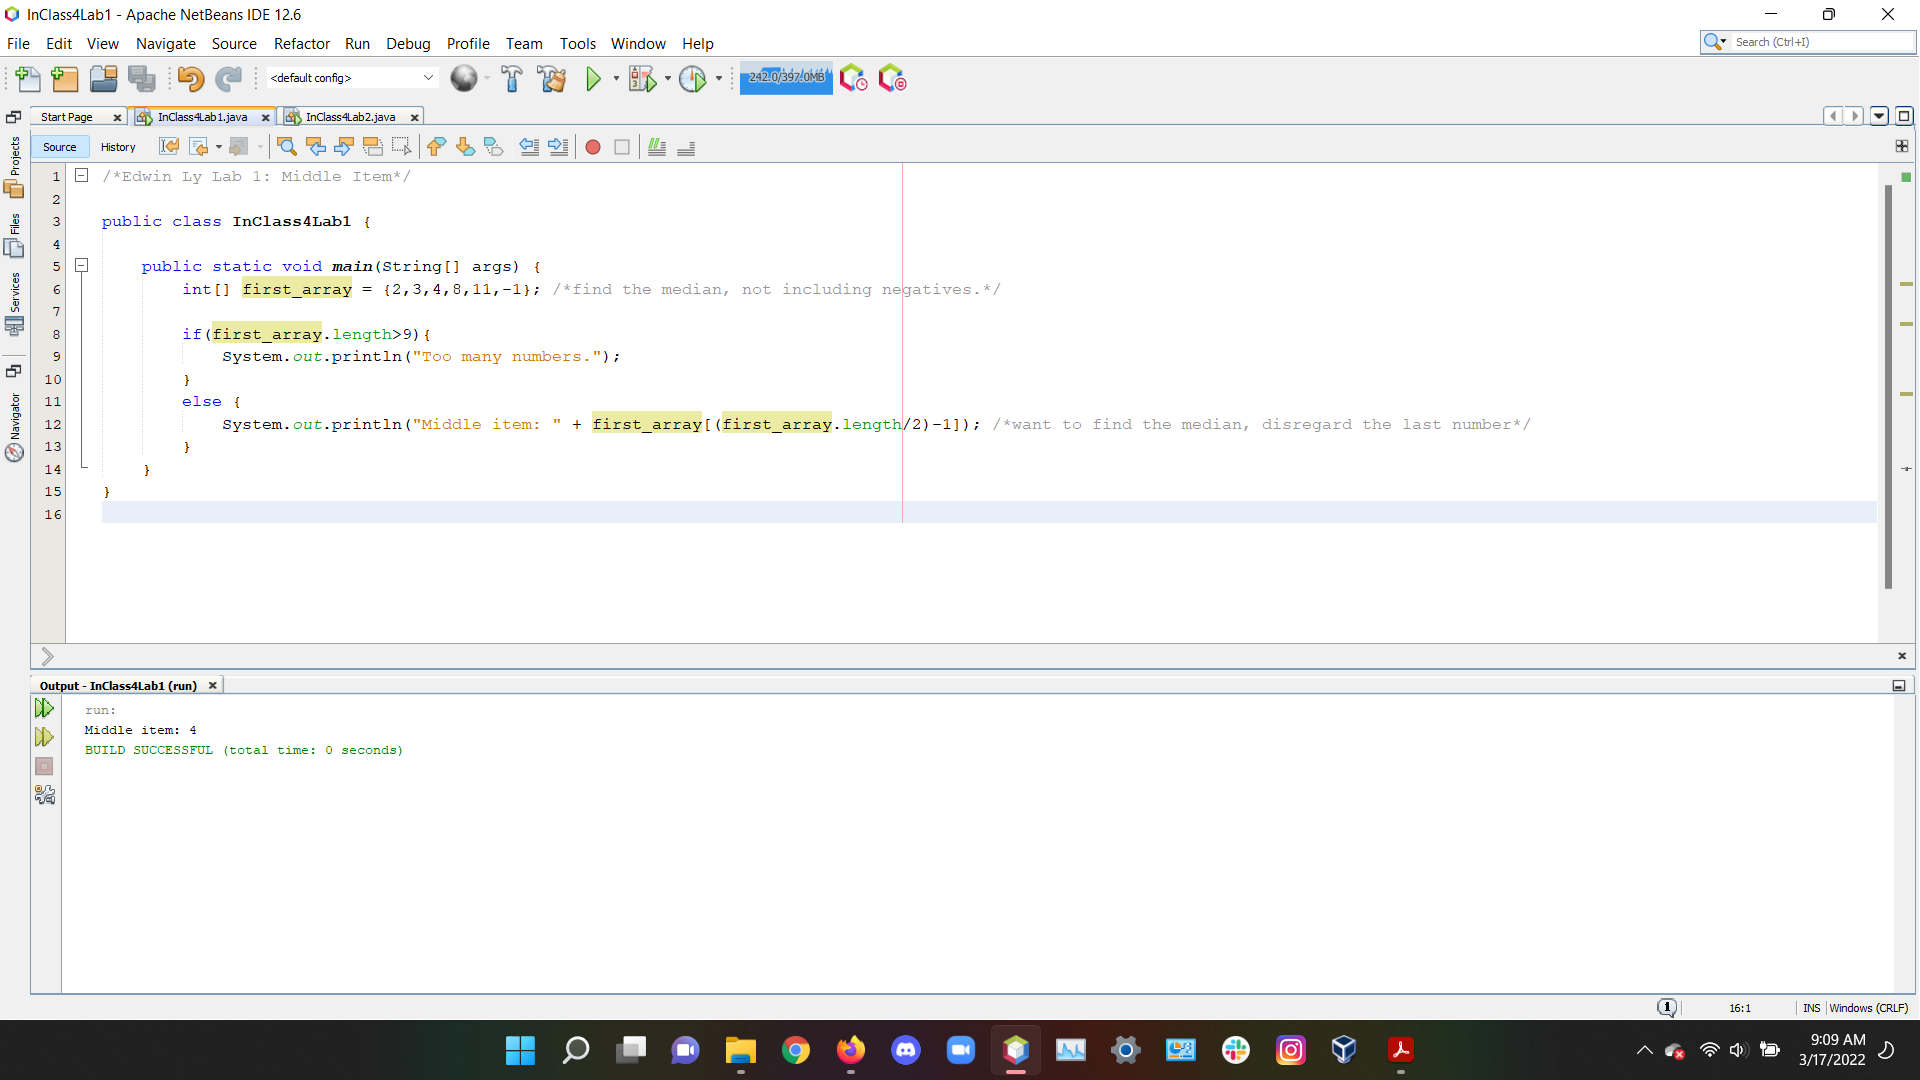 InClass4Lab1 - Apache NetBeans IDE 12.6
File Edit View Navigate Source Refactor Run Debug Profile Team Tools Window Help
Search (Ctrl+I)
<default config>
242.0/397.0MB
Start Page
InClass4Lab1.java
InClass4Lab2.java
Source History
Projects
Files
Services
Navigator
1 /*Edwin Ly Lab 1: Middle Item*/
2
3 public class InClass4Lab1 {
4
5 public static void main(String[] args) {
6 int[] first_array = {2,3,4,8,11,-1}; /*find the median, not including negatives.*/
7
8 if(first_array.length>9){
9 System.out.println("Too many numbers.");
10 }
11 else {
12 System.out.println("Middle item: " + first_array[(first_array.length/2)-1]); /*want to find the median, disregard the last number*/
13 }
14 }
15 }
16
Output - InClass4Lab1 (run)
run:
Middle item: 4
BUILD SUCCESSFUL (total time: 0 seconds)
1
16:1
INS
Windows (CRLF)
9:09 AM
3/17/2022